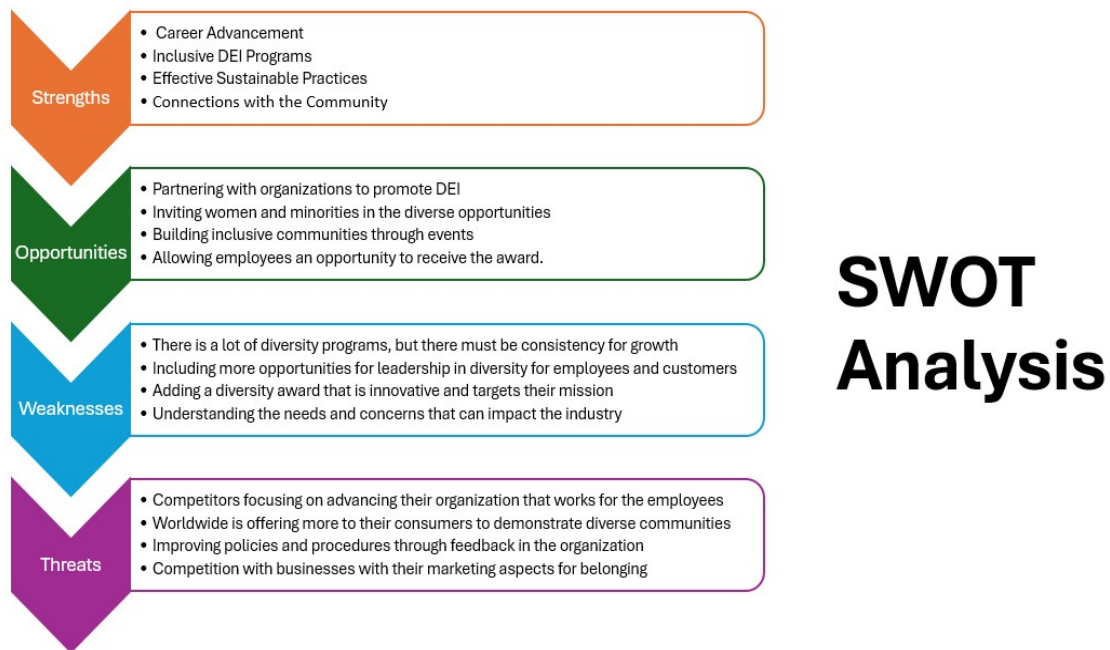 Strengths
• Career Advancement
• Inclusive DEI Programs
• Effective Sustainable Practices
• Connections with the Community
Opportunities
• Partnering with organizations to promote DEI
• Inviting women and minorities in the diverse opportunities
• Building inclusive communities through events
• Allowing employees an opportunity to receive the award.
Weaknesses
• There is a lot of diversity programs, but there must be consistency for growth
• Including more opportunities for leadership in diversity for employees and customers
• Adding a diversity award that is innovative and targets their mission
• Understanding the needs and concerns that can impact the industry
Threats
• Competitors focusing on advancing their organization that works for the employees
• Worldwide is offering more to their consumers to demonstrate diverse communities
• Improving policies and procedures through feedback in the organization
• Competition with businesses with their marketing aspects for belonging
SWOT
Analysis